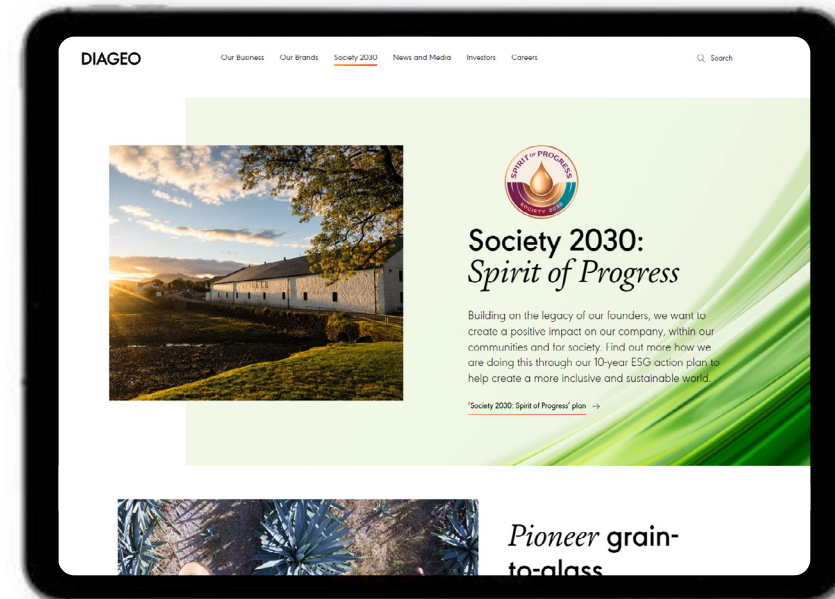 DIAGEO
Our Business Our Brands Society 2030 News and Media Investors Careers Search
SPIRIT OF PROGRESS
SOCIETY 2030
Society 2030:
Spirit of Progress
Building on the legacy of our founders, we want to
create a positive impact on our company, within our
communities and for society. Find out more how we
are doing this through our 10-year ESG action plan to
help create a more inclusive and sustainable world.
'Society 2030: Spirit of Progress' plan →
Pioneer grain-
to-glass